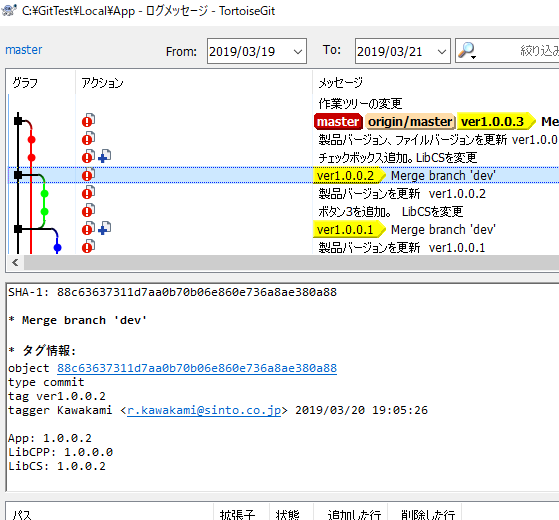 C:¥GitTest¥Local¥App - ログメッセージ - TortoiseGit
master From: 2019/03/19 To: 2019/03/21 絞り込み
グラフ アクション メッセージ
作業ツリーの変更
master origin/master ver1.0.0.3 Me
製品バージョン、ファイルバージョンを更新 ver1.0.0
チェックボックス追加。LibCSを変更
ver1.0.0.2 Merge branch 'dev'
製品バージョンを更新 ver1.0.0.2
ボタン3を追加。 LibCSを変更
ver1.0.0.1 Merge branch 'dev'
製品バージョンを更新 ver1.0.0.1
SHA-1: 88c63637311d7aa0b70b06e860e736a8ae380a88
* Merge branch 'dev'
* タグ情報:
object 88c63637311d7aa0b70b06e860e736a8ae380a88
type commit
tag ver1.0.0.2
tagger Kawakami <r.kawakami@sinto.co.jp> 2019/03/20 19:05:26
App: 1.0.0.2
LibCPP: 1.0.0.0
LibCS: 1.0.0.2
パス 拡張子 状態 追加した行 削除した行